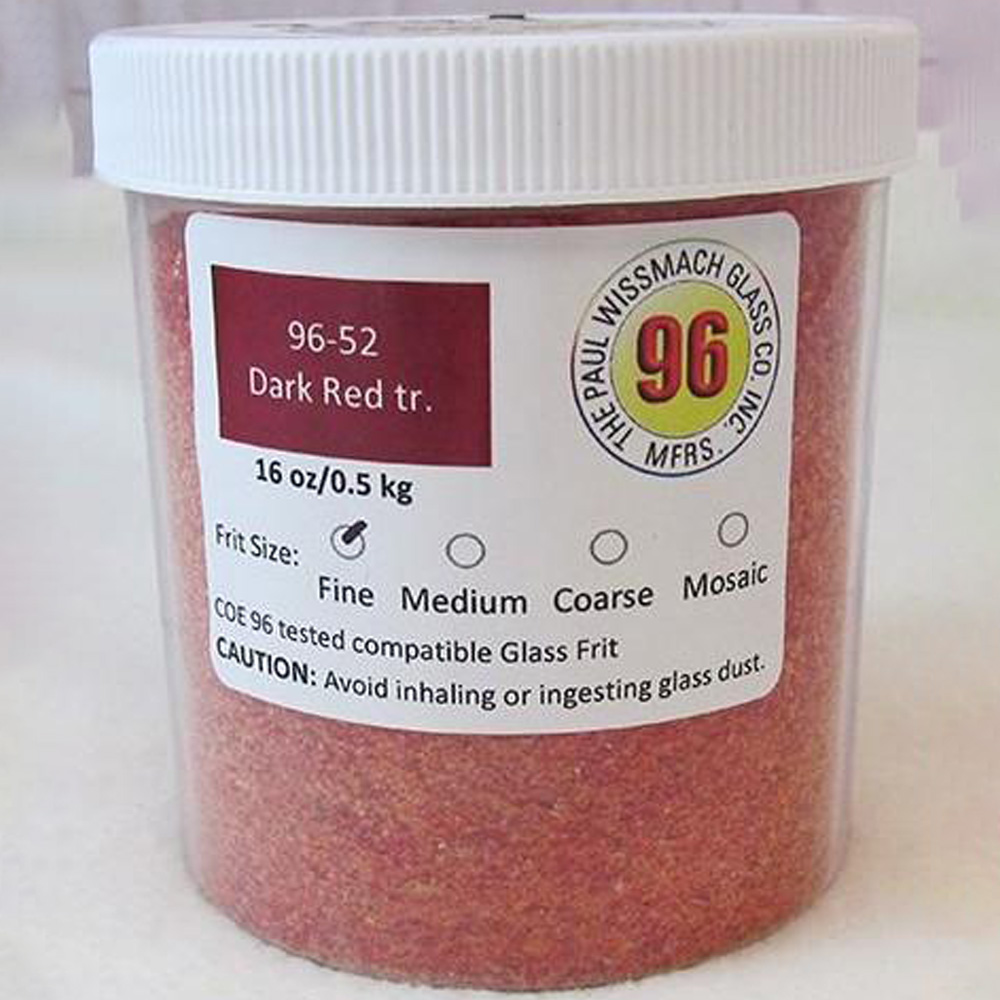 96-52
Dark Red tr.
16 oz/0.5 kg
THE PAUL WISSMACH GLASS CO. INC.
MFRS.
96
Frit Size:
Fine Medium Coarse Mosaic
COE 96 tested compatible Glass Frit
CAUTION: Avoid inhaling or ingesting glass dust.